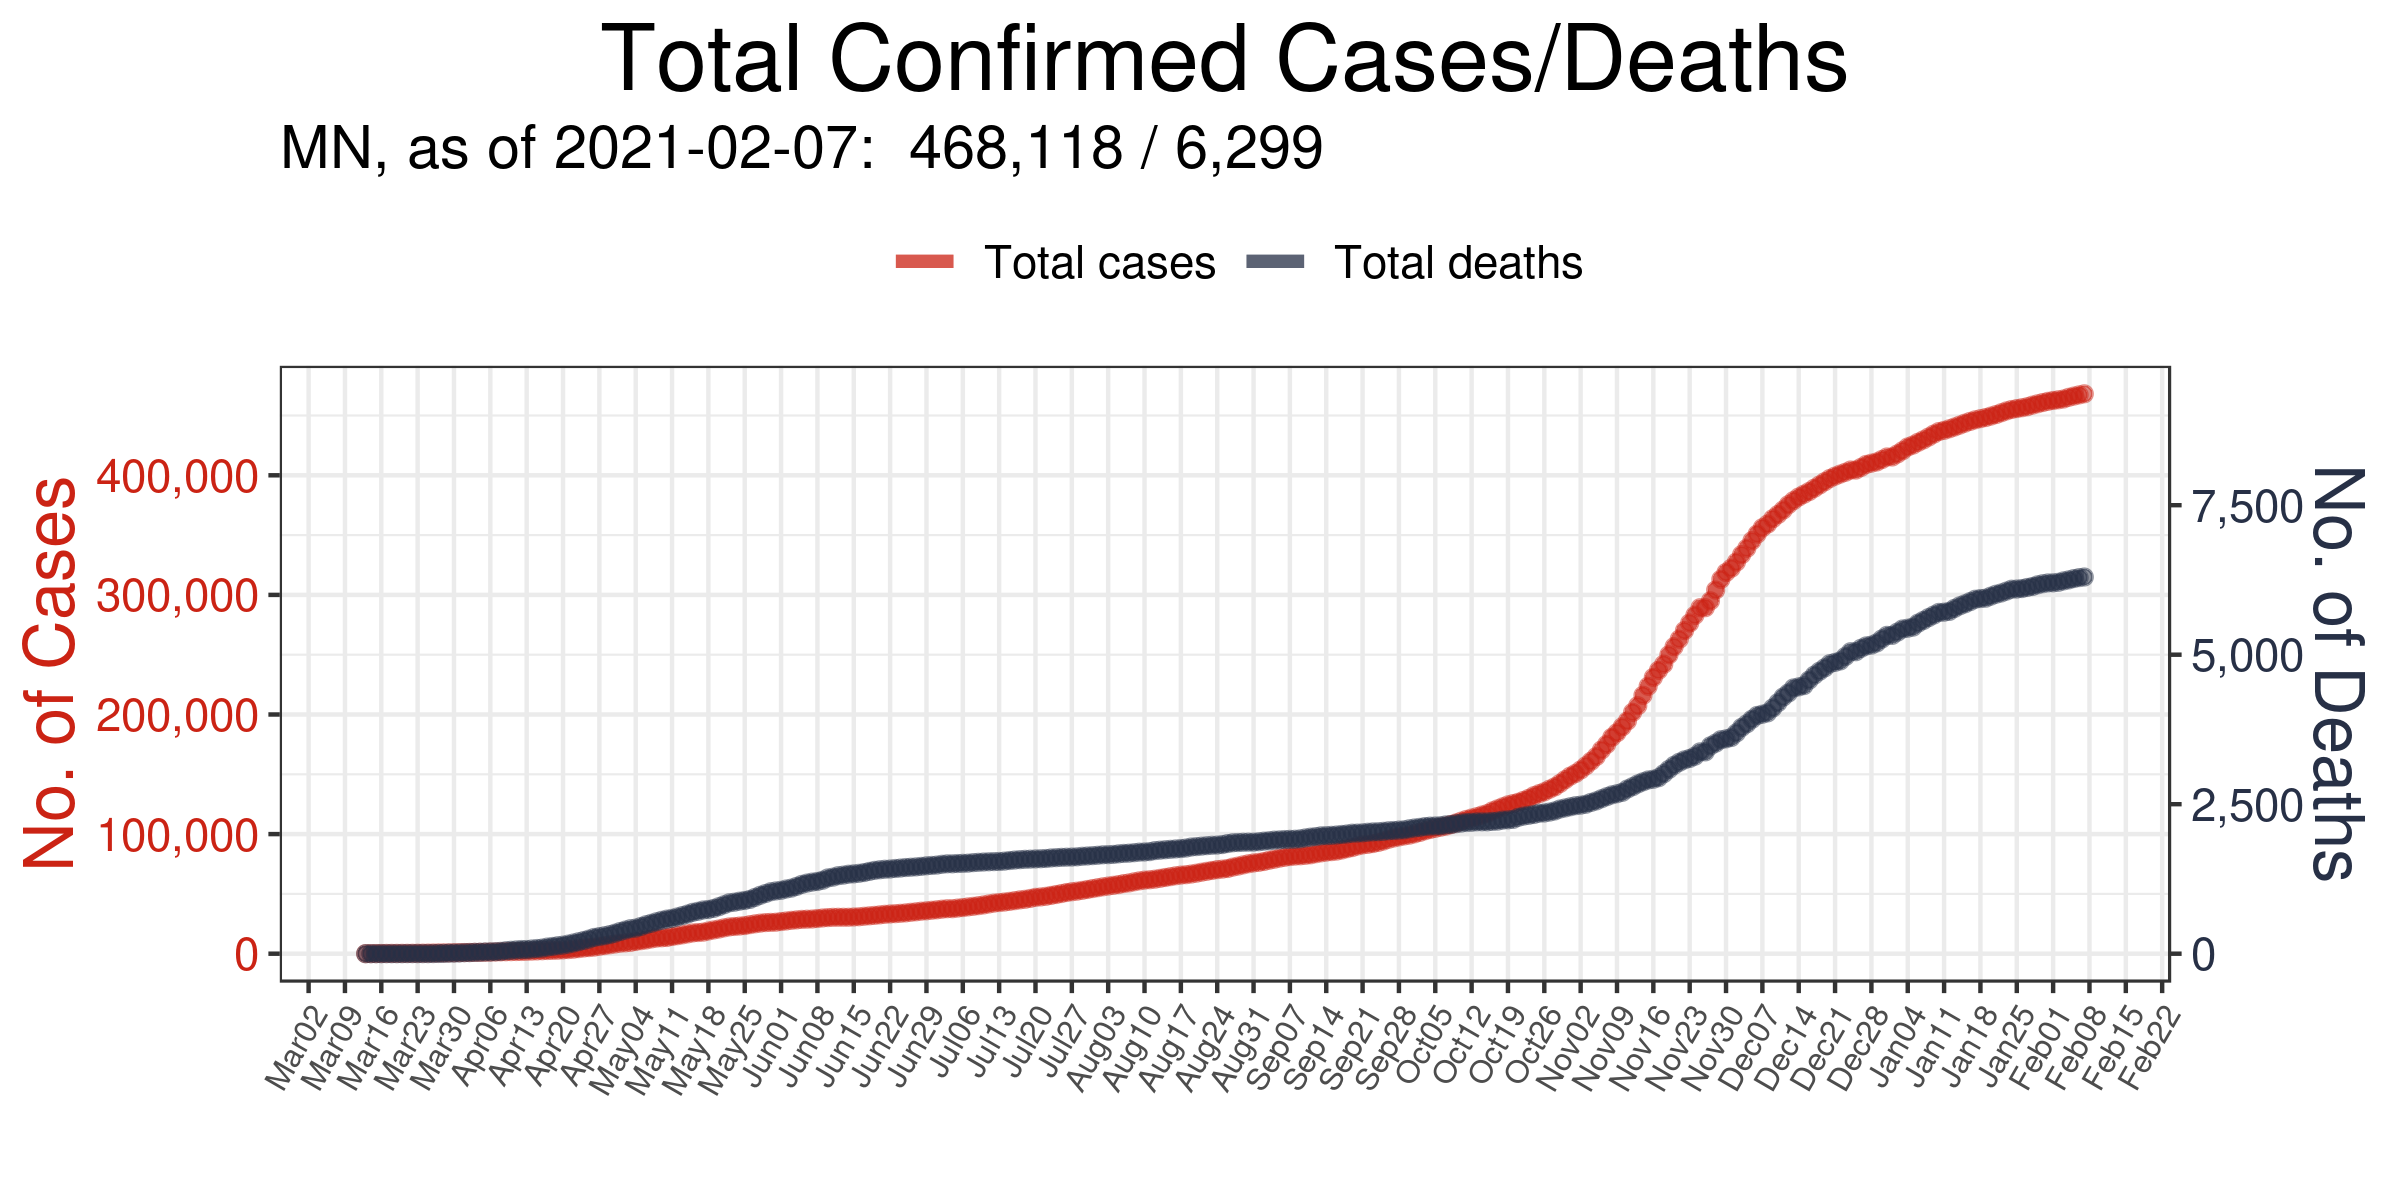 Total Confirmed Cases/Deaths
MN, as of 2021-02-07:  468,118 / 6,299
Total cases
Total deaths
No. of Cases
400,000
300,000
200,000
100,000
0
7,500
5,000
2,500
0
No. of Deaths
Mar02
Mar09
Mar16
Mar23
Mar30
Apr06
Apr13
Apr20
Apr27
May04
May11
May18
May25
Jun01
Jun08
Jun15
Jun22
Jun29
Jul06
Jul13
Jul20
Jul27
Aug03
Aug10
Aug17
Aug24
Aug31
Sep07
Sep14
Sep21
Sep28
Oct05
Oct12
Oct19
Oct26
Nov02
Nov09
Nov16
Nov23
Nov30
Dec07
Dec14
Dec21
Dec28
Jan04
Jan11
Jan18
Jan25
Feb01
Feb08
Feb15
Feb22